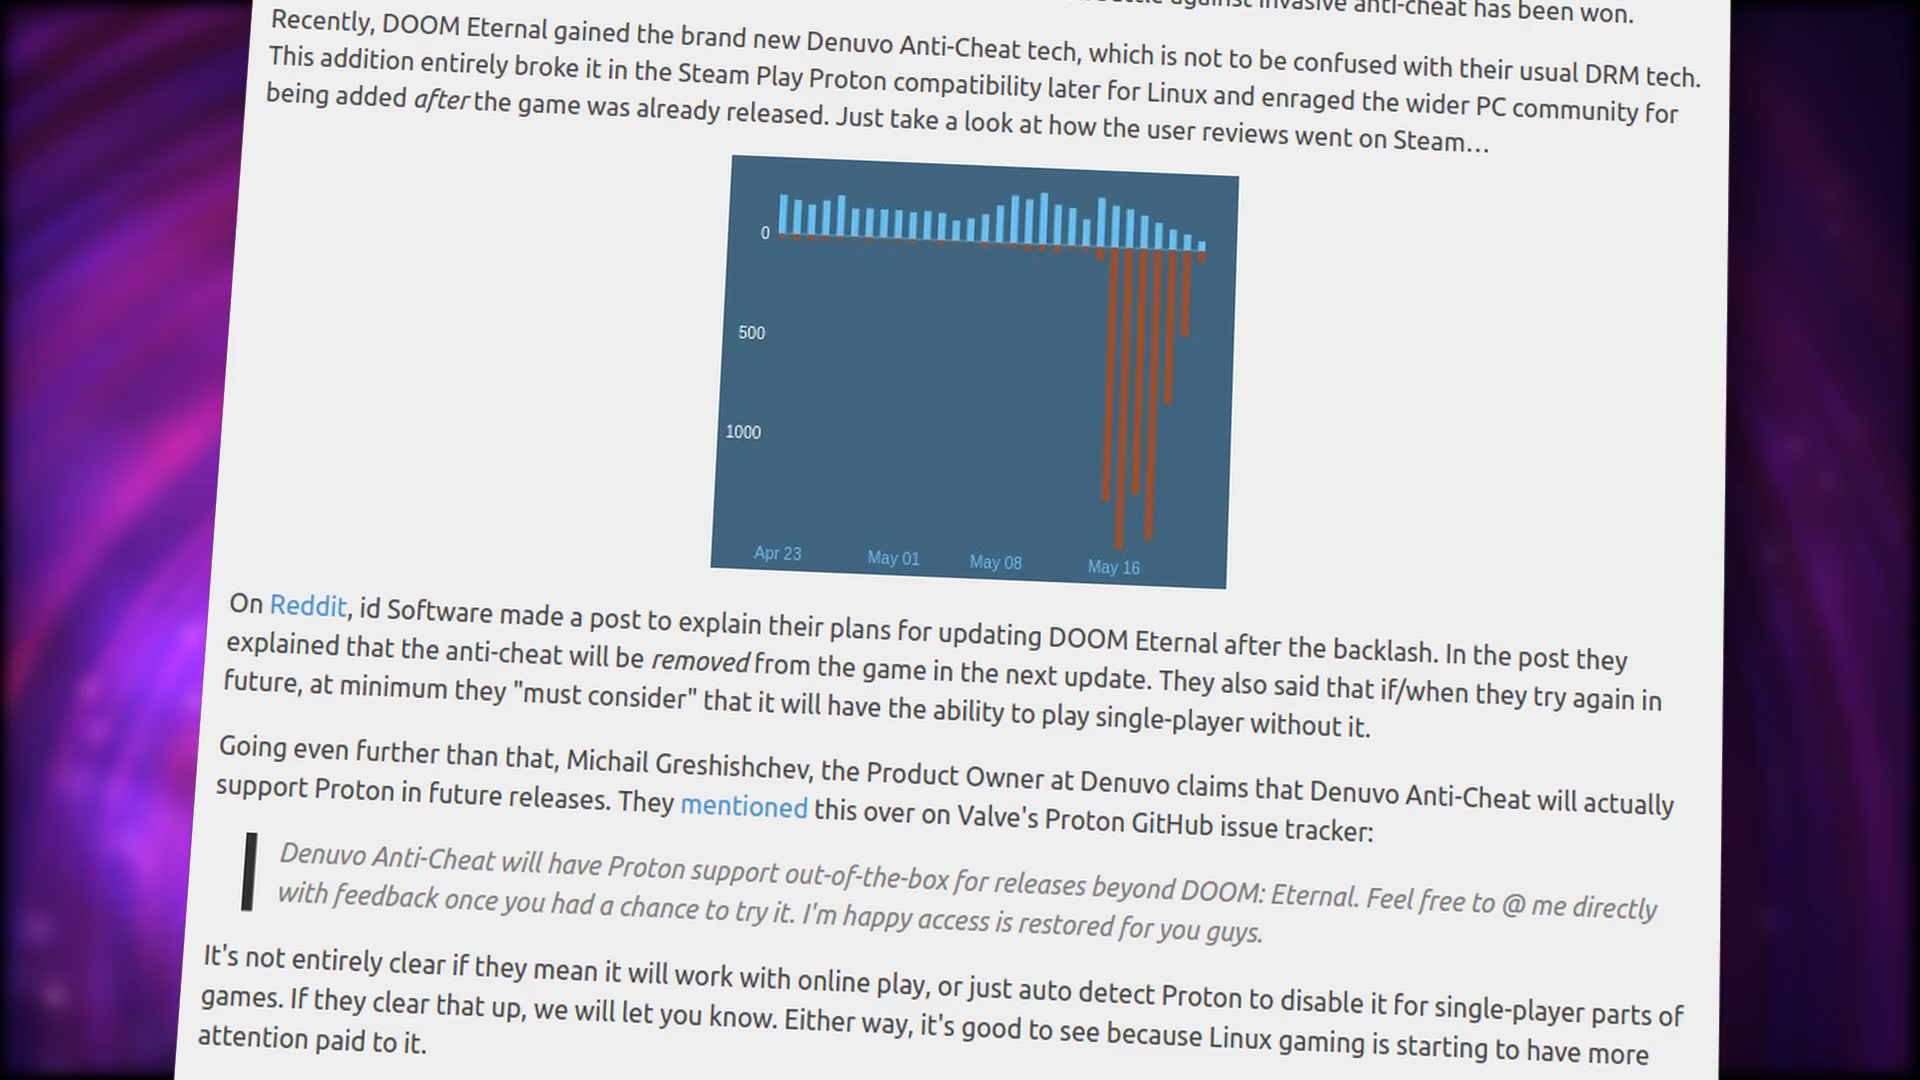 against invasive anti-cheat has been won.
Recently, DOOM Eternal gained the brand new Denuvo Anti-Cheat tech, which is not to be confused with their usual DRM tech.
This addition entirely broke it in the Steam Play Proton compatibility later for Linux and enraged the wider PC community for
being added after the game was already released. Just take a look at how the user reviews went on Steam...
0
500
1000
Apr 23 May 01 May 08 May 16
On Reddit, id Software made a post to explain their plans for updating DOOM Eternal after the backlash. In the post they
explained that the anti-cheat will be removed from the game in the next update. They also said that if/when they try again in
future, at minimum they "must consider" that it will have the ability to play single-player without it.
Going even further than that, Michail Greshishchev, the Product Owner at Denuvo claims that Denuvo Anti-Cheat will actually
support Proton in future releases. They mentioned this over on Valve's Proton GitHub issue tracker:
Denuvo Anti-Cheat will have Proton support out-of-the-box for releases beyond DOOM: Eternal. Feel free to @ me directly
with feedback once you had a chance to try it. I'm happy access is restored for you guys.
It's not entirely clear if they mean it will work with online play, or just auto detect Proton to disable it for single-player parts of
games. If they clear that up, we will let you know. Either way, it's good to see because Linux gaming is starting to have more
attention paid to it.